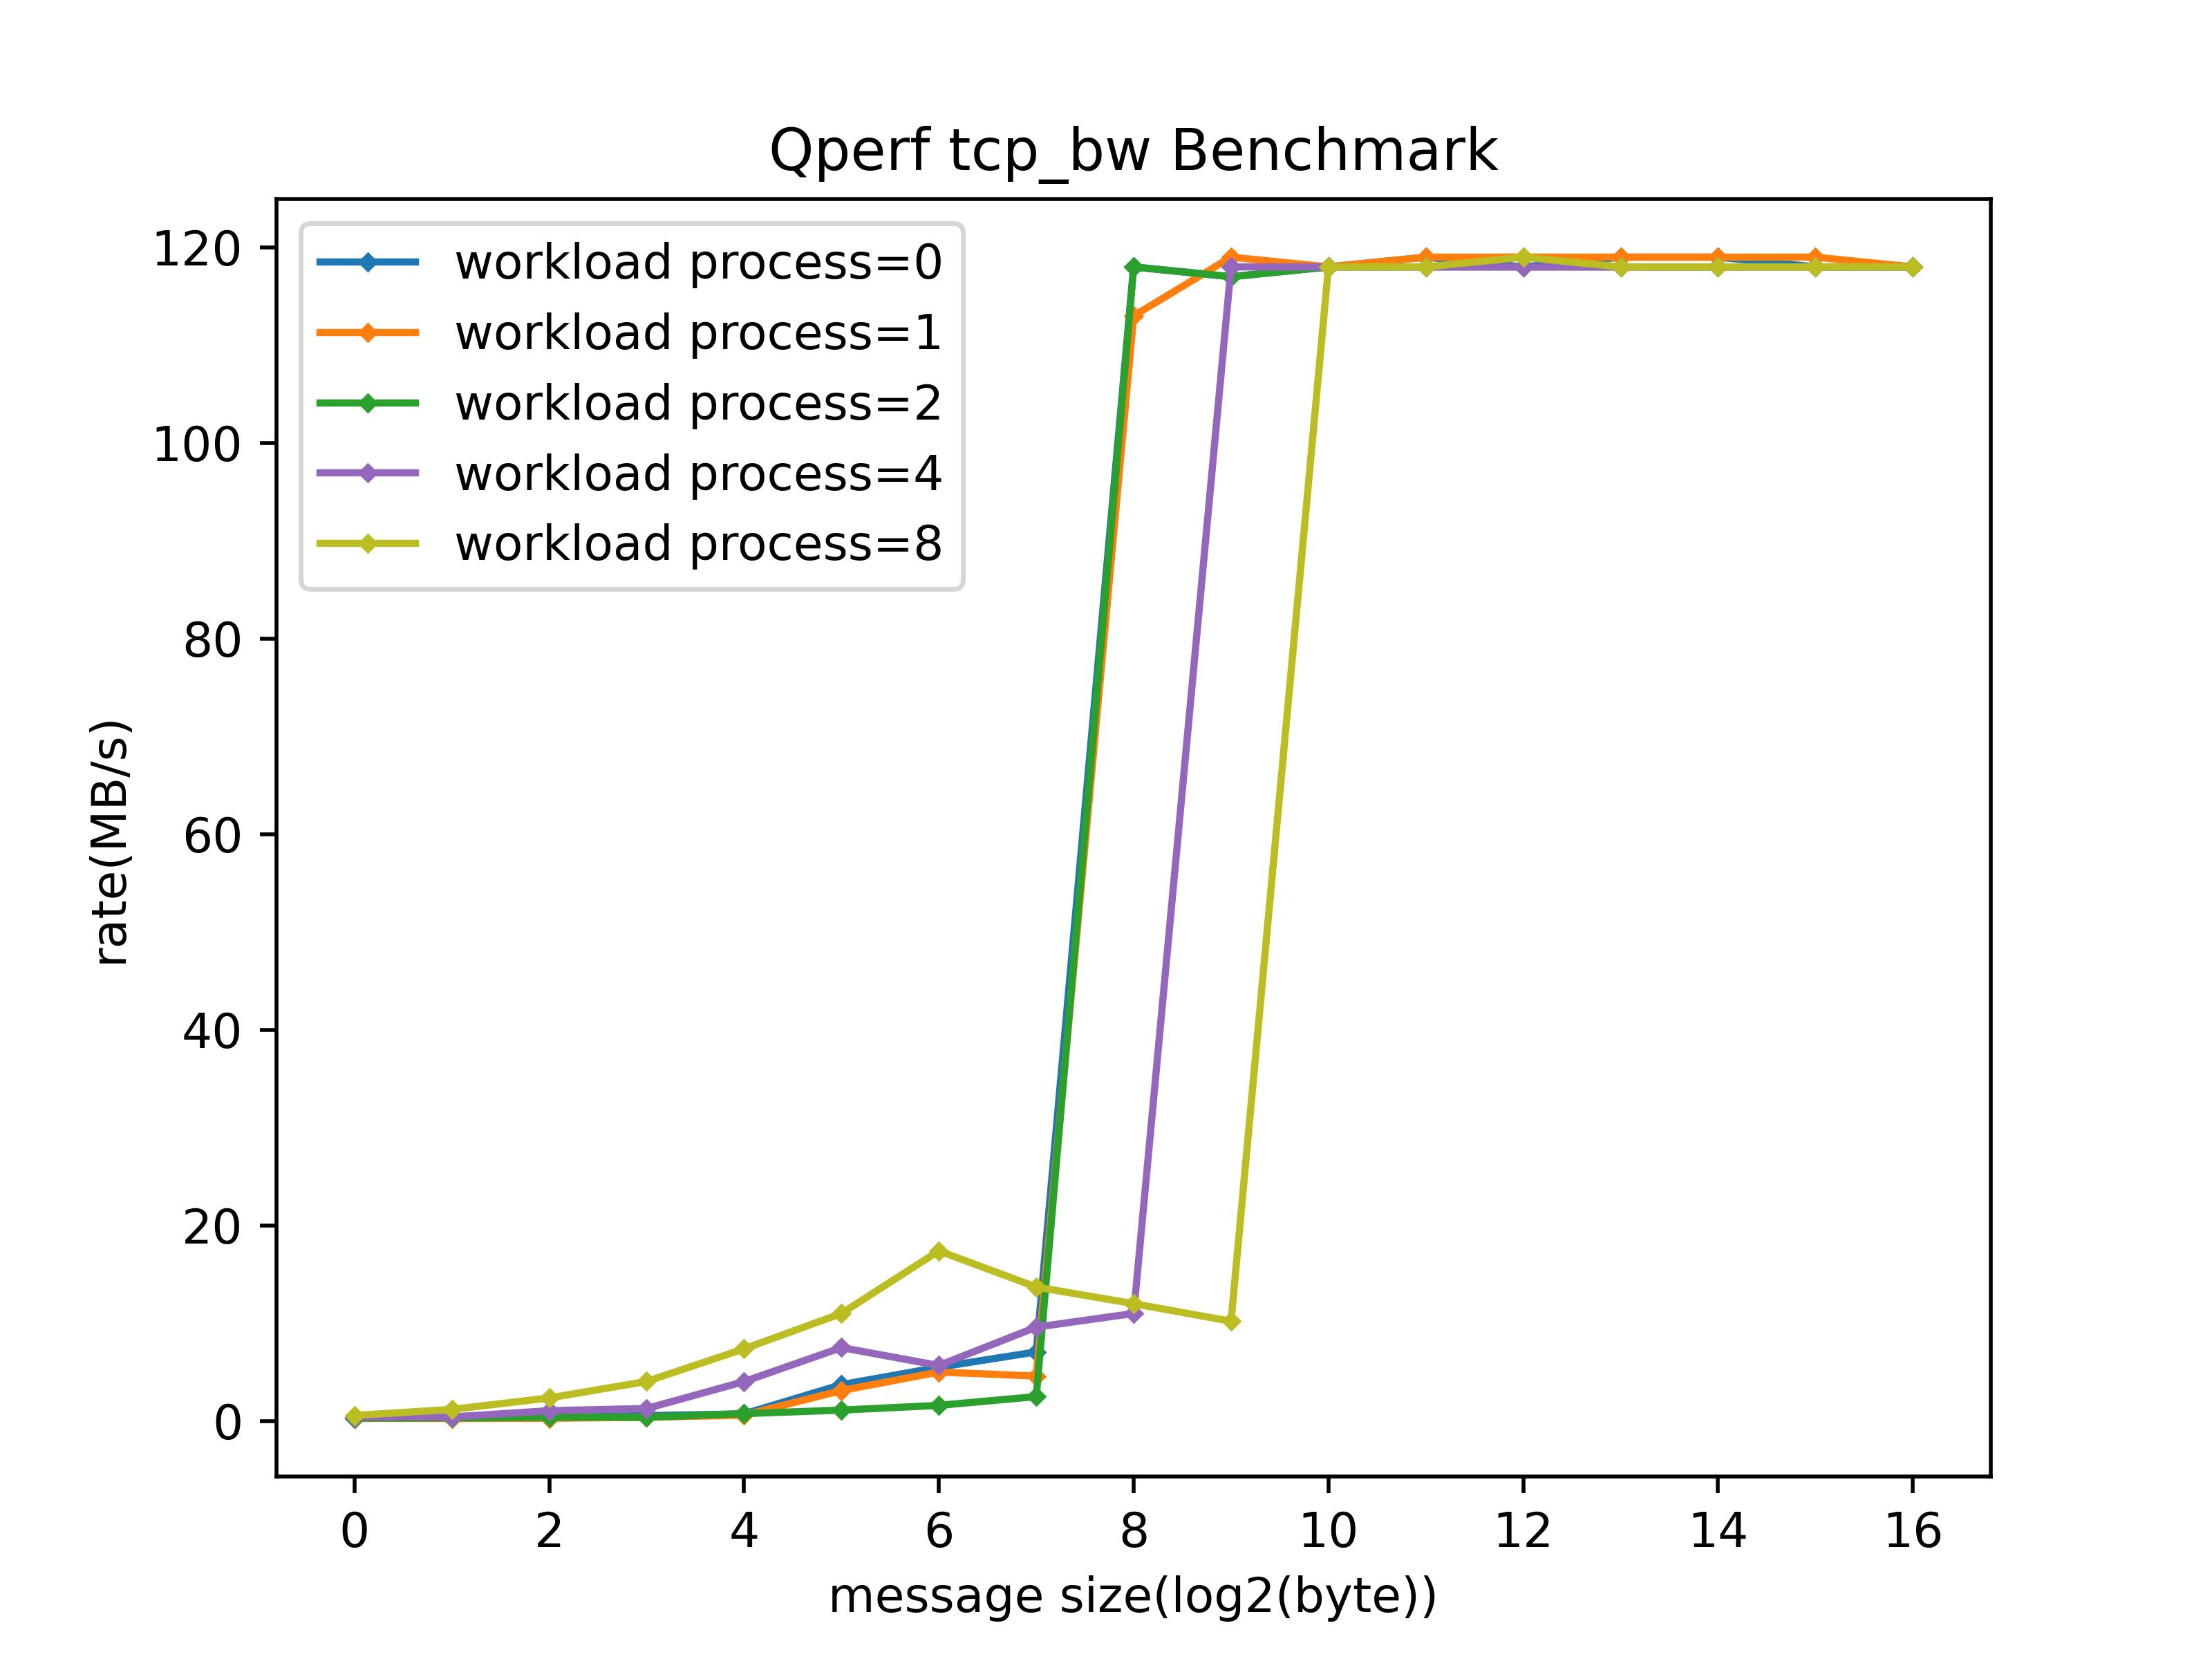 Qperf tcp_bw Benchmark
workload process=0
workload process=1
workload process=2
workload process=4
workload process=8
120
100
80
60
40
20
0
rate(MB/s)
0 2 4 6 8 10 12 14 16
message size(log2(byte))